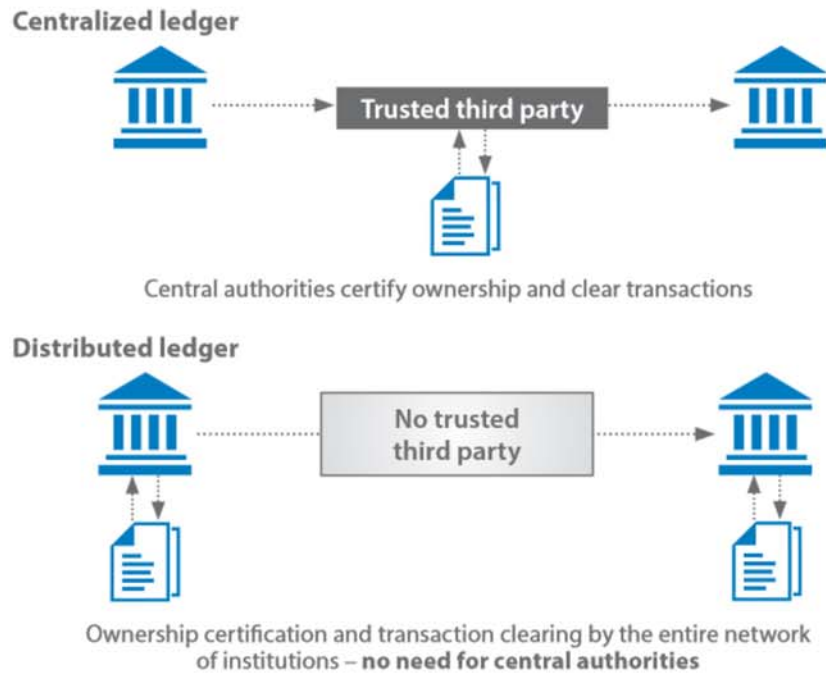 Centralized ledger
Trusted third party
Central authorities certify ownership and clear transactions
Distributed ledger
No trusted
third party
Ownership certification and transaction clearing by the entire network
of institutions – no need for central authorities